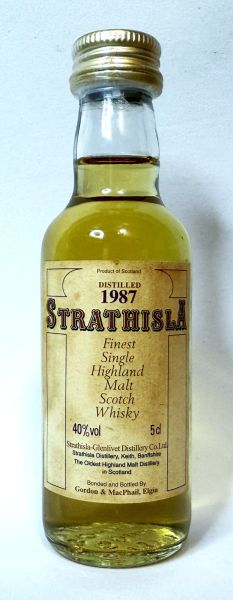 Product of Scotland
DISTILLED
1987
STRATHISLA
Finest
Single
Highland
Malt
Scotch
Whisky
40%vol 5cl
Strathisla-Glenlivet Distillery Co. Ltd.
Strathisla Distillery, Keith, Banffshire
The Oldest Highland Malt Distillery
in Scotland
Bonded and Bottled By
Gordon & MacPhail, Elgin